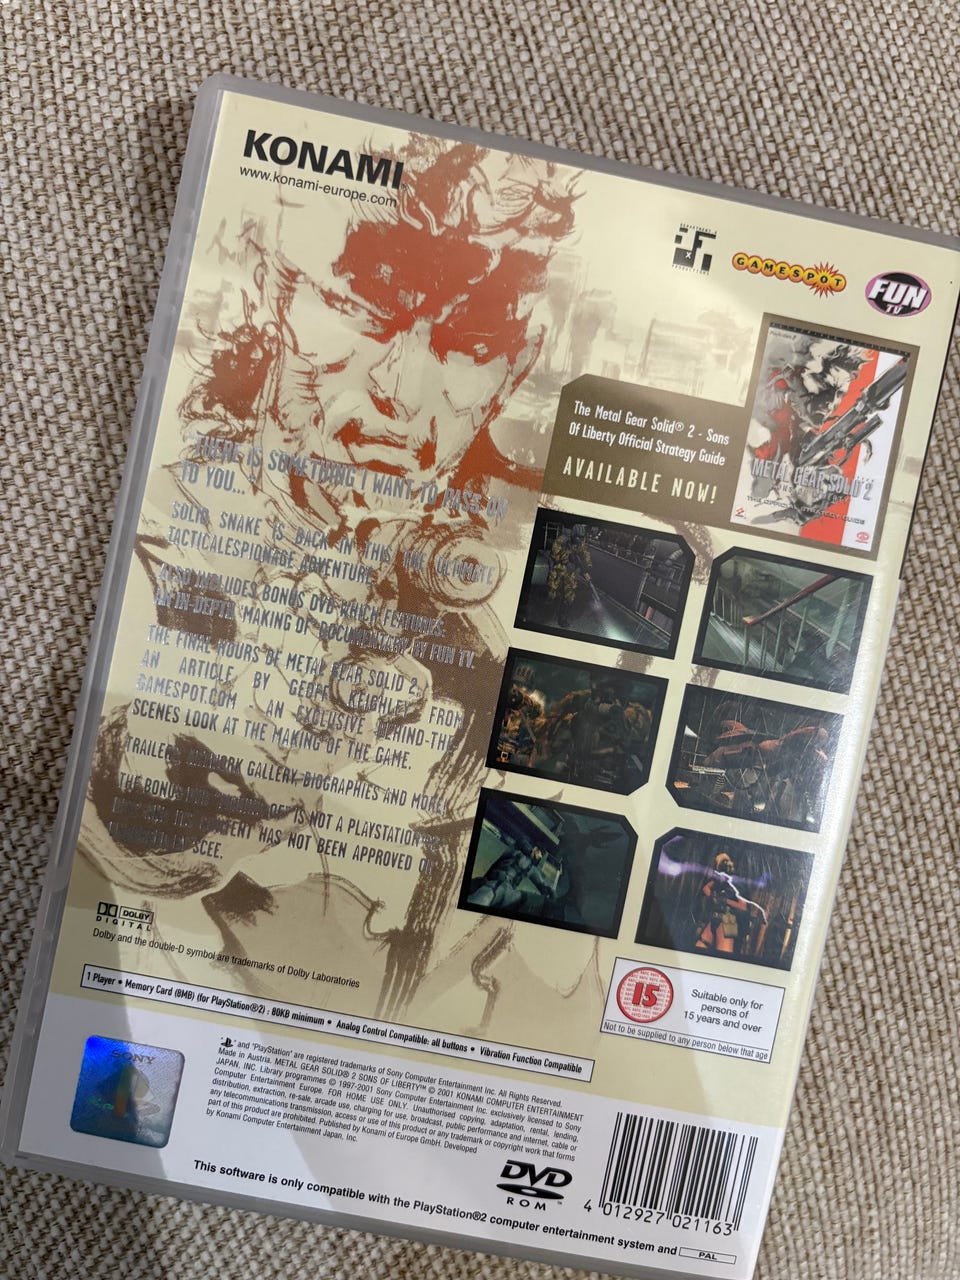 KONAMI
www.konami-europe.com
GAMESPOT
FUN
TV
The Metal Gear Solid® 2 - Sons
Of Liberty Official Strategy Guide
AVAILABLE NOW!
METAL GEAR SOLID 2
THE OFFICIAL STRATEGY GUIDE
"THERE IS SOMETHING I WANT TO PASS ON
TO YOU..."
SOLID SNAKE IS BACK IN THIS THE ULTIMATE
TACTICALESPIONAGE ADVENTURE
ALSO INCLUDES BONUS DVD WHICH FEATURES:
AN IN-DEPTH 'MAKING OF' DOCUMENTARY BY FUN TV.
THE FINAL HOURS OF METAL GEAR SOLID 2,
AN ARTICLE BY GEOFF KEIGHLEY FROM
GAMESPOT.COM AN EXCLUSIVE BEHIND-THE-
SCENES LOOK AT THE MAKING OF THE GAME.
TRAILERS, ARTWORK GALLERY, BIOGRAPHIES AND MORE
THE BONUS IS NOT A PLAYSTATION
HAS NOT BEEN APPROVED OR
SCEE.
DOLBY
DIGITAL
Dolby and the double-D symbol are trademarks of Dolby Laboratories
1 Player • Memory Card (8MB) (for PlayStation®2) : 80KB minimum • Analog Control Compatible: all buttons • Vibration Function Compatible
15
Suitable only for
persons of
15 years and over
Not to be supplied to any person below that age
SONY
and "PlayStation" are registered trademarks of Sony Computer Entertainment Inc. All Rights Reserved.
Made in Austria. METAL GEAR SOLID® 2 SONS OF LIBERTY™ © 2001 KONAMI COMPUTER ENTERTAINMENT
JAPAN, INC. Library programmes © 1997-2001 Sony Computer Entertainment Inc. exclusively licensed to Sony
Computer Entertainment Europe. FOR HOME USE ONLY. Unauthorised copying, adaptation, rental, lending,
distribution, extraction, re-sale, arcade use, charging for use, broadcast, public performance and internet, cable or
any telecommunications transmission, access or use of this product or any trademark or copyright work that forms
part of this product are prohibited. Published by Konami of Europe GmbH. Developed
by Konami Computer Entertainment Japan, Inc.
DVD
ROM
4 012927 021163
This software is only compatible with the PlayStation®2 computer entertainment system and PAL